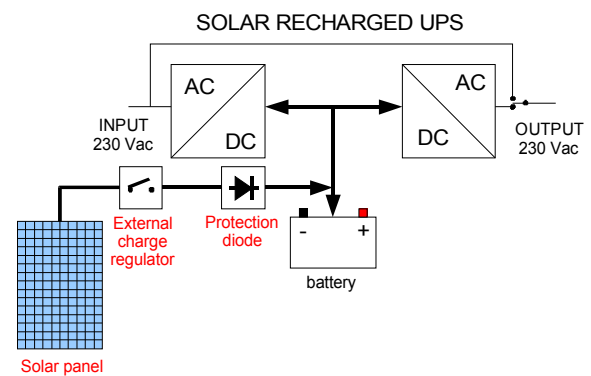 SOLAR RECHARGED UPS
AC
DC
AC
DC
INPUT
230 Vac
OUTPUT
230 Vac
External
charge
regulator
Protection
diode
- +
battery
Solar panel